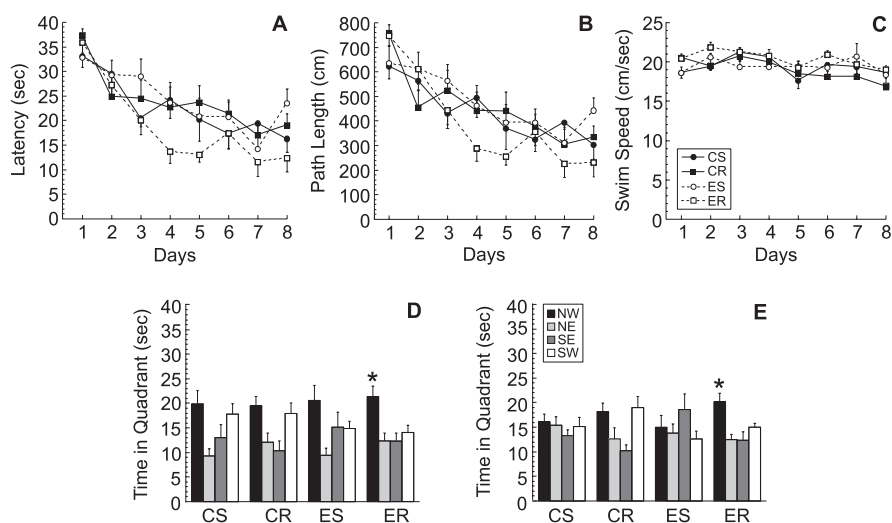 A
Latency (sec)
40
35
30
25
20
15
10
5
0
1 2 3 4 5 6 7 8
Days
B
Path Length (cm)
800
700
600
500
400
300
200
100
0
1 2 3 4 5 6 7 8
Days
C
Swim Speed (cm/sec)
25
20
15
10
5
0
CS
CR
ES
ER
1 2 3 4 5 6 7 8
Days
D
Time in Quadrant (sec)
40
35
30
25
20
15
10
5
0
*
CS CR ES ER
E
Time in Quadrant (sec)
40
35
30
25
20
15
10
5
0
NW
NE
SE
SW
*
CS CR ES ER